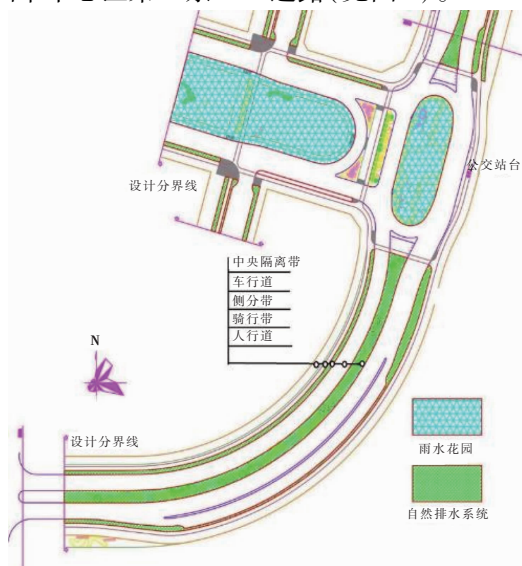 公交站台
设计分界线
中央隔离带
车行道
侧分带
骑行带
人行道
N
设计分界线
雨水花园
自然排水系统